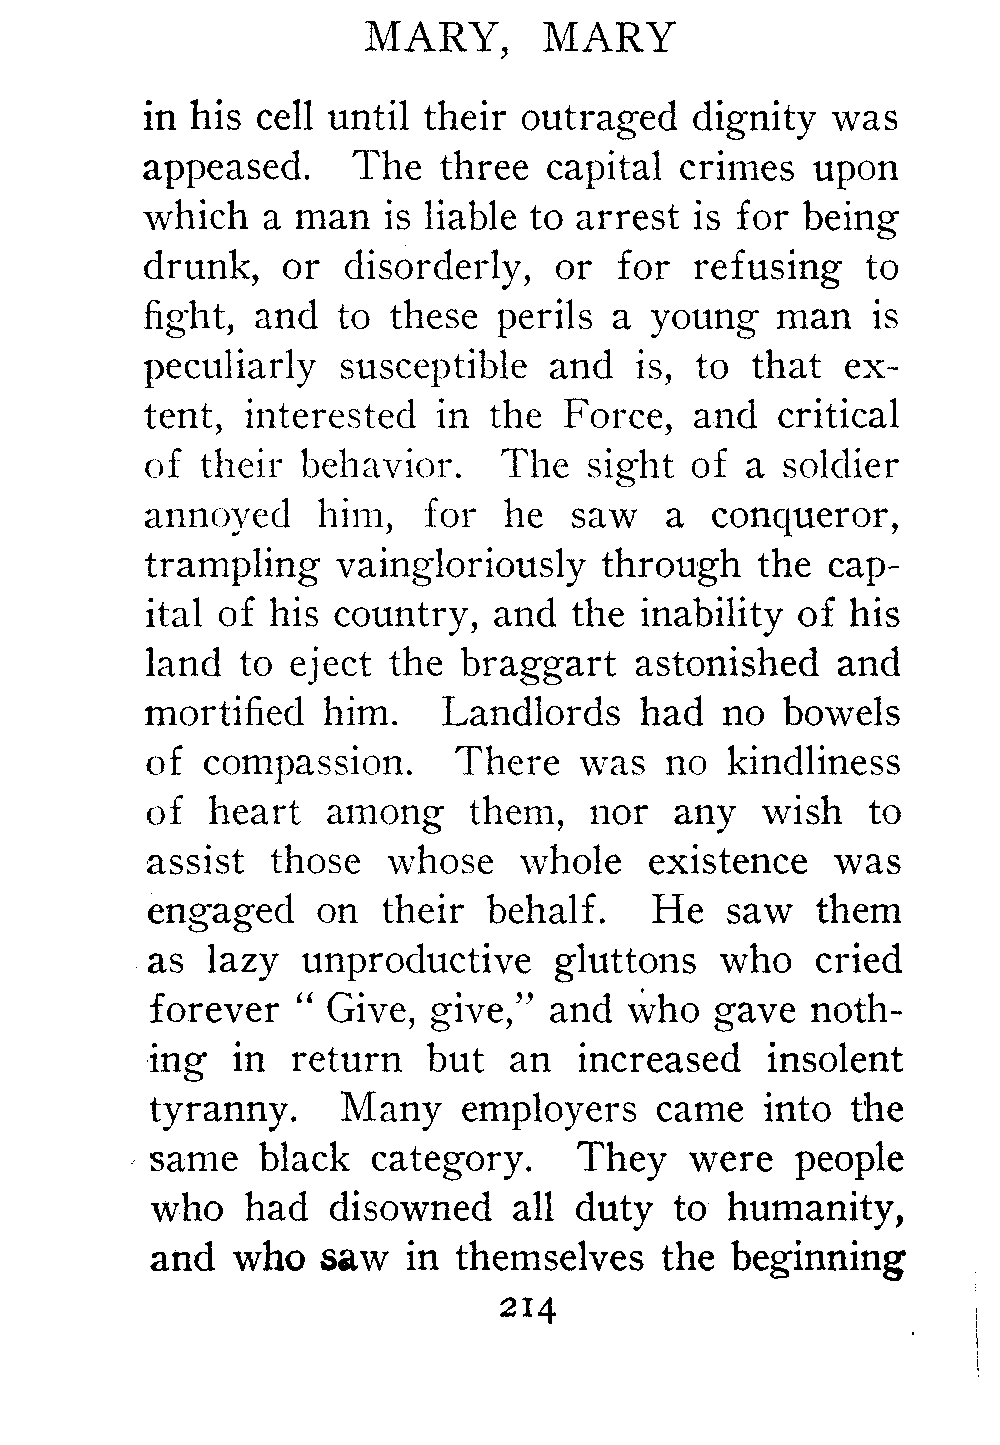 MARY, MARY
in his cell until their outraged dignity was
appeased. The three capital crimes upon
which a man is liable to arrest is for being
drunk, or disorderly, or for refusing to
fight, and to these perils a young man is
peculiarly susceptible and is, to that ex-
tent, interested in the Force, and critical
of their behavior. The sight of a soldier
annoyed him, for he saw a conqueror,
trampling vaingloriously through the cap-
ital of his country, and the inability of his
land to eject the braggart astonished and
mortified him. Landlords had no bowels
of compassion. There was no kindliness
of heart among them, nor any wish to
assist those whose whole existence was
engaged on their behalf. He saw them
as lazy unproductive gluttons who cried
forever “ Give, give,” and who gave noth-
ing in return but an increased insolent
tyranny. Many employers came into the
same black category. They were people
who had disowned all duty to humanity,
and who saw in themselves the beginning
214